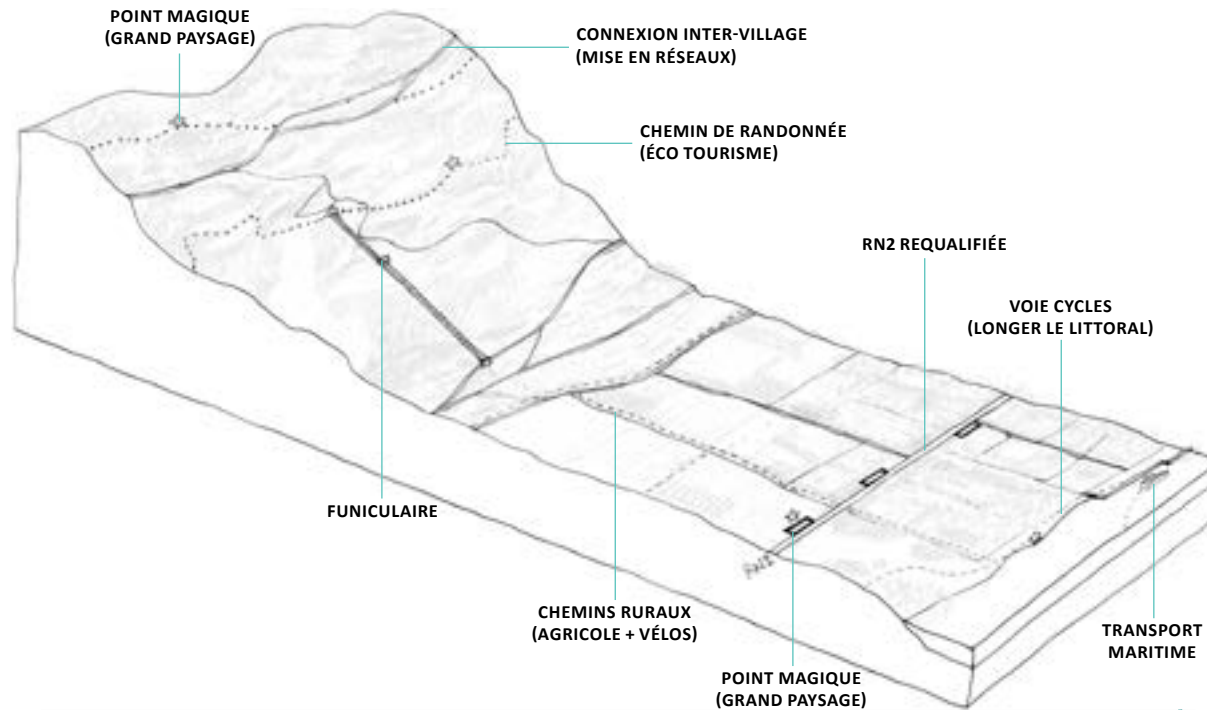 POINT MAGIQUE
(GRAND PAYSAGE)
CONNEXION INTER-VILLAGE
(MISE EN RÉSEAUX)
CHEMIN DE RANDONNÉE
(ÉCO TOURISME)
RN2 REQUALIFIÉE
VOIE CYCLES
(LONGER LE LITTORAL)
FUNICULAIRE
RN2
CHEMINS RURAUX
(AGRICOLE + VÉLOS)
TRANSPORT
MARITIME
POINT MAGIQUE
(GRAND PAYSAGE)